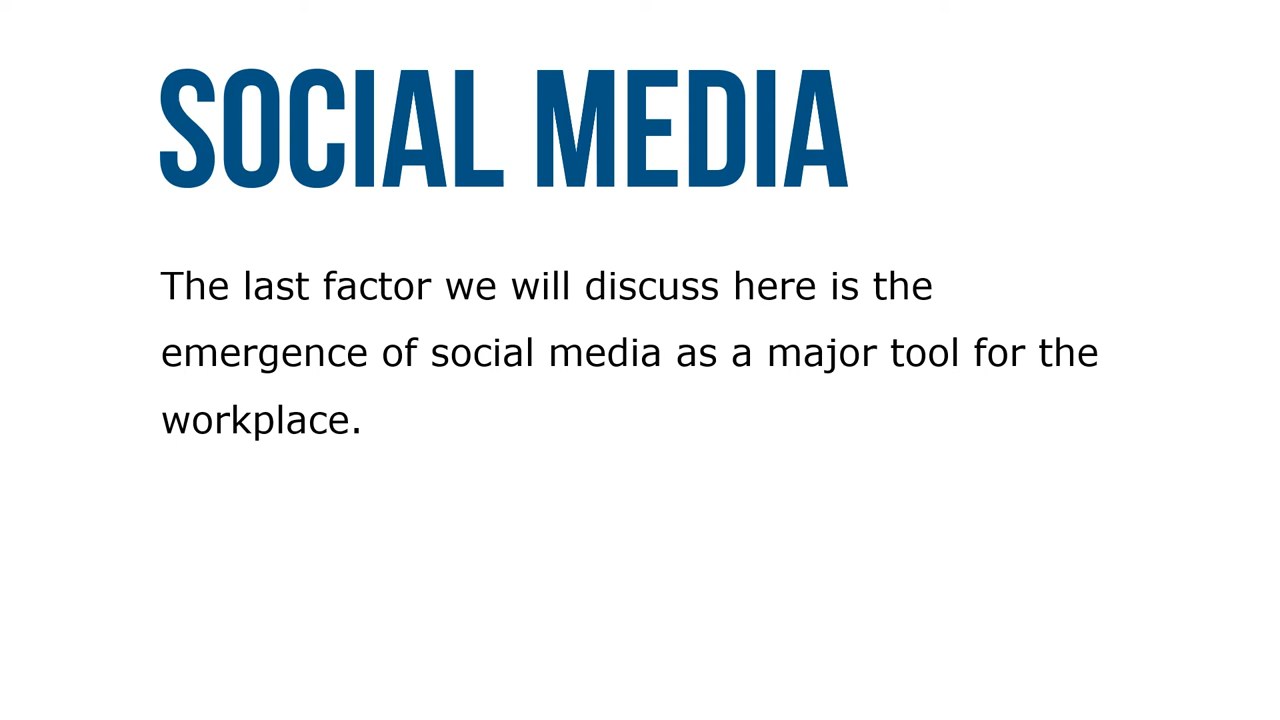 SOCIAL MEDIA
The last factor we will discuss here is the
emergence of social media as a major tool for the
workplace.